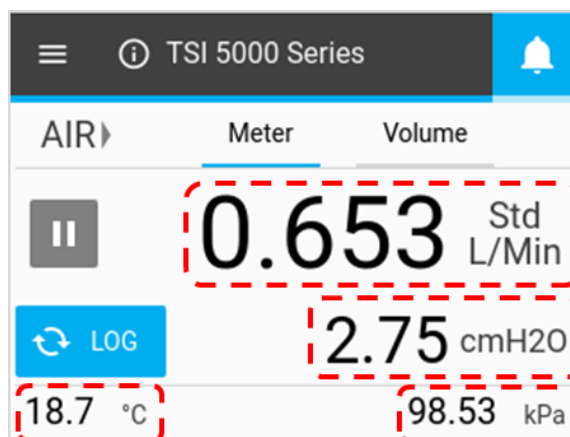 TSI 5000 Series
AIR Meter Volume
0.653 Std L/Min
LOG 2.75 cmH2O
18.7 °C 98.53 kPa